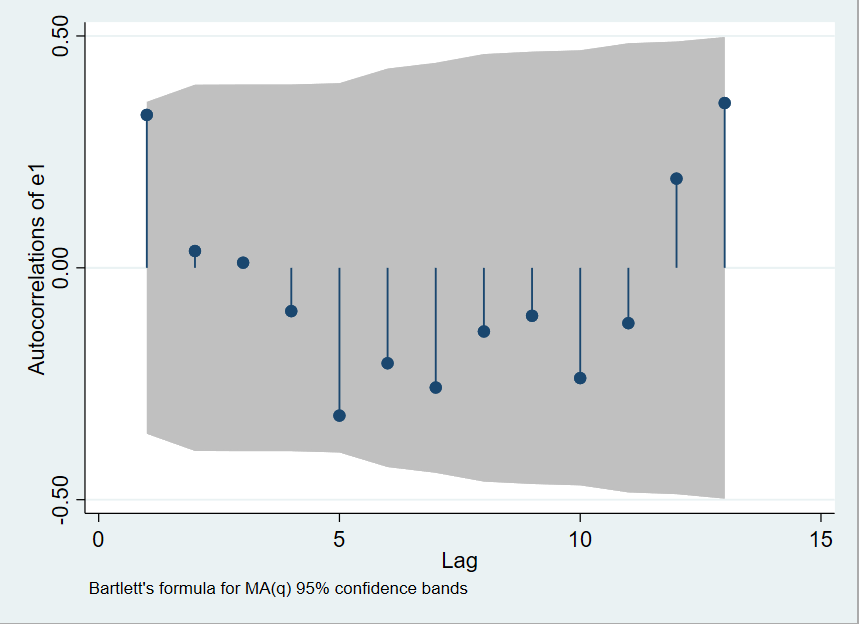 0.50
0.00
-0.50
Autocorrelations of e1
0
5
10
15
Lag
Bartlett's formula for MA(q) 95% confidence bands